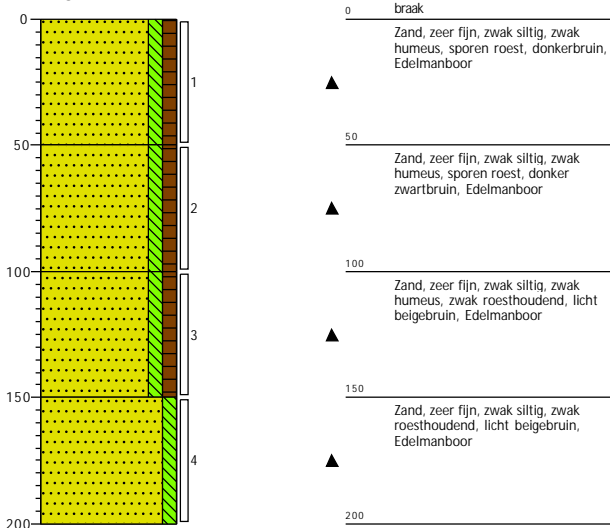 0
50
100
150
200
1
2
3
4
0
braak
Zand, zeer fijn, zwak siltig, zwak
humeus, sporen roest, donkerbruin,
Edelmanboor
50
Zand, zeer fijn, zwak siltig, zwak
humeus, sporen roest, donker
zwartbruin, Edelmanboor
100
Zand, zeer fijn, zwak siltig, zwak
humeus, zwak roesthoudend, licht
beigebruin, Edelmanboor
150
Zand, zeer fijn, zwak siltig, zwak
roesthoudend, licht beigebruin,
Edelmanboor
200